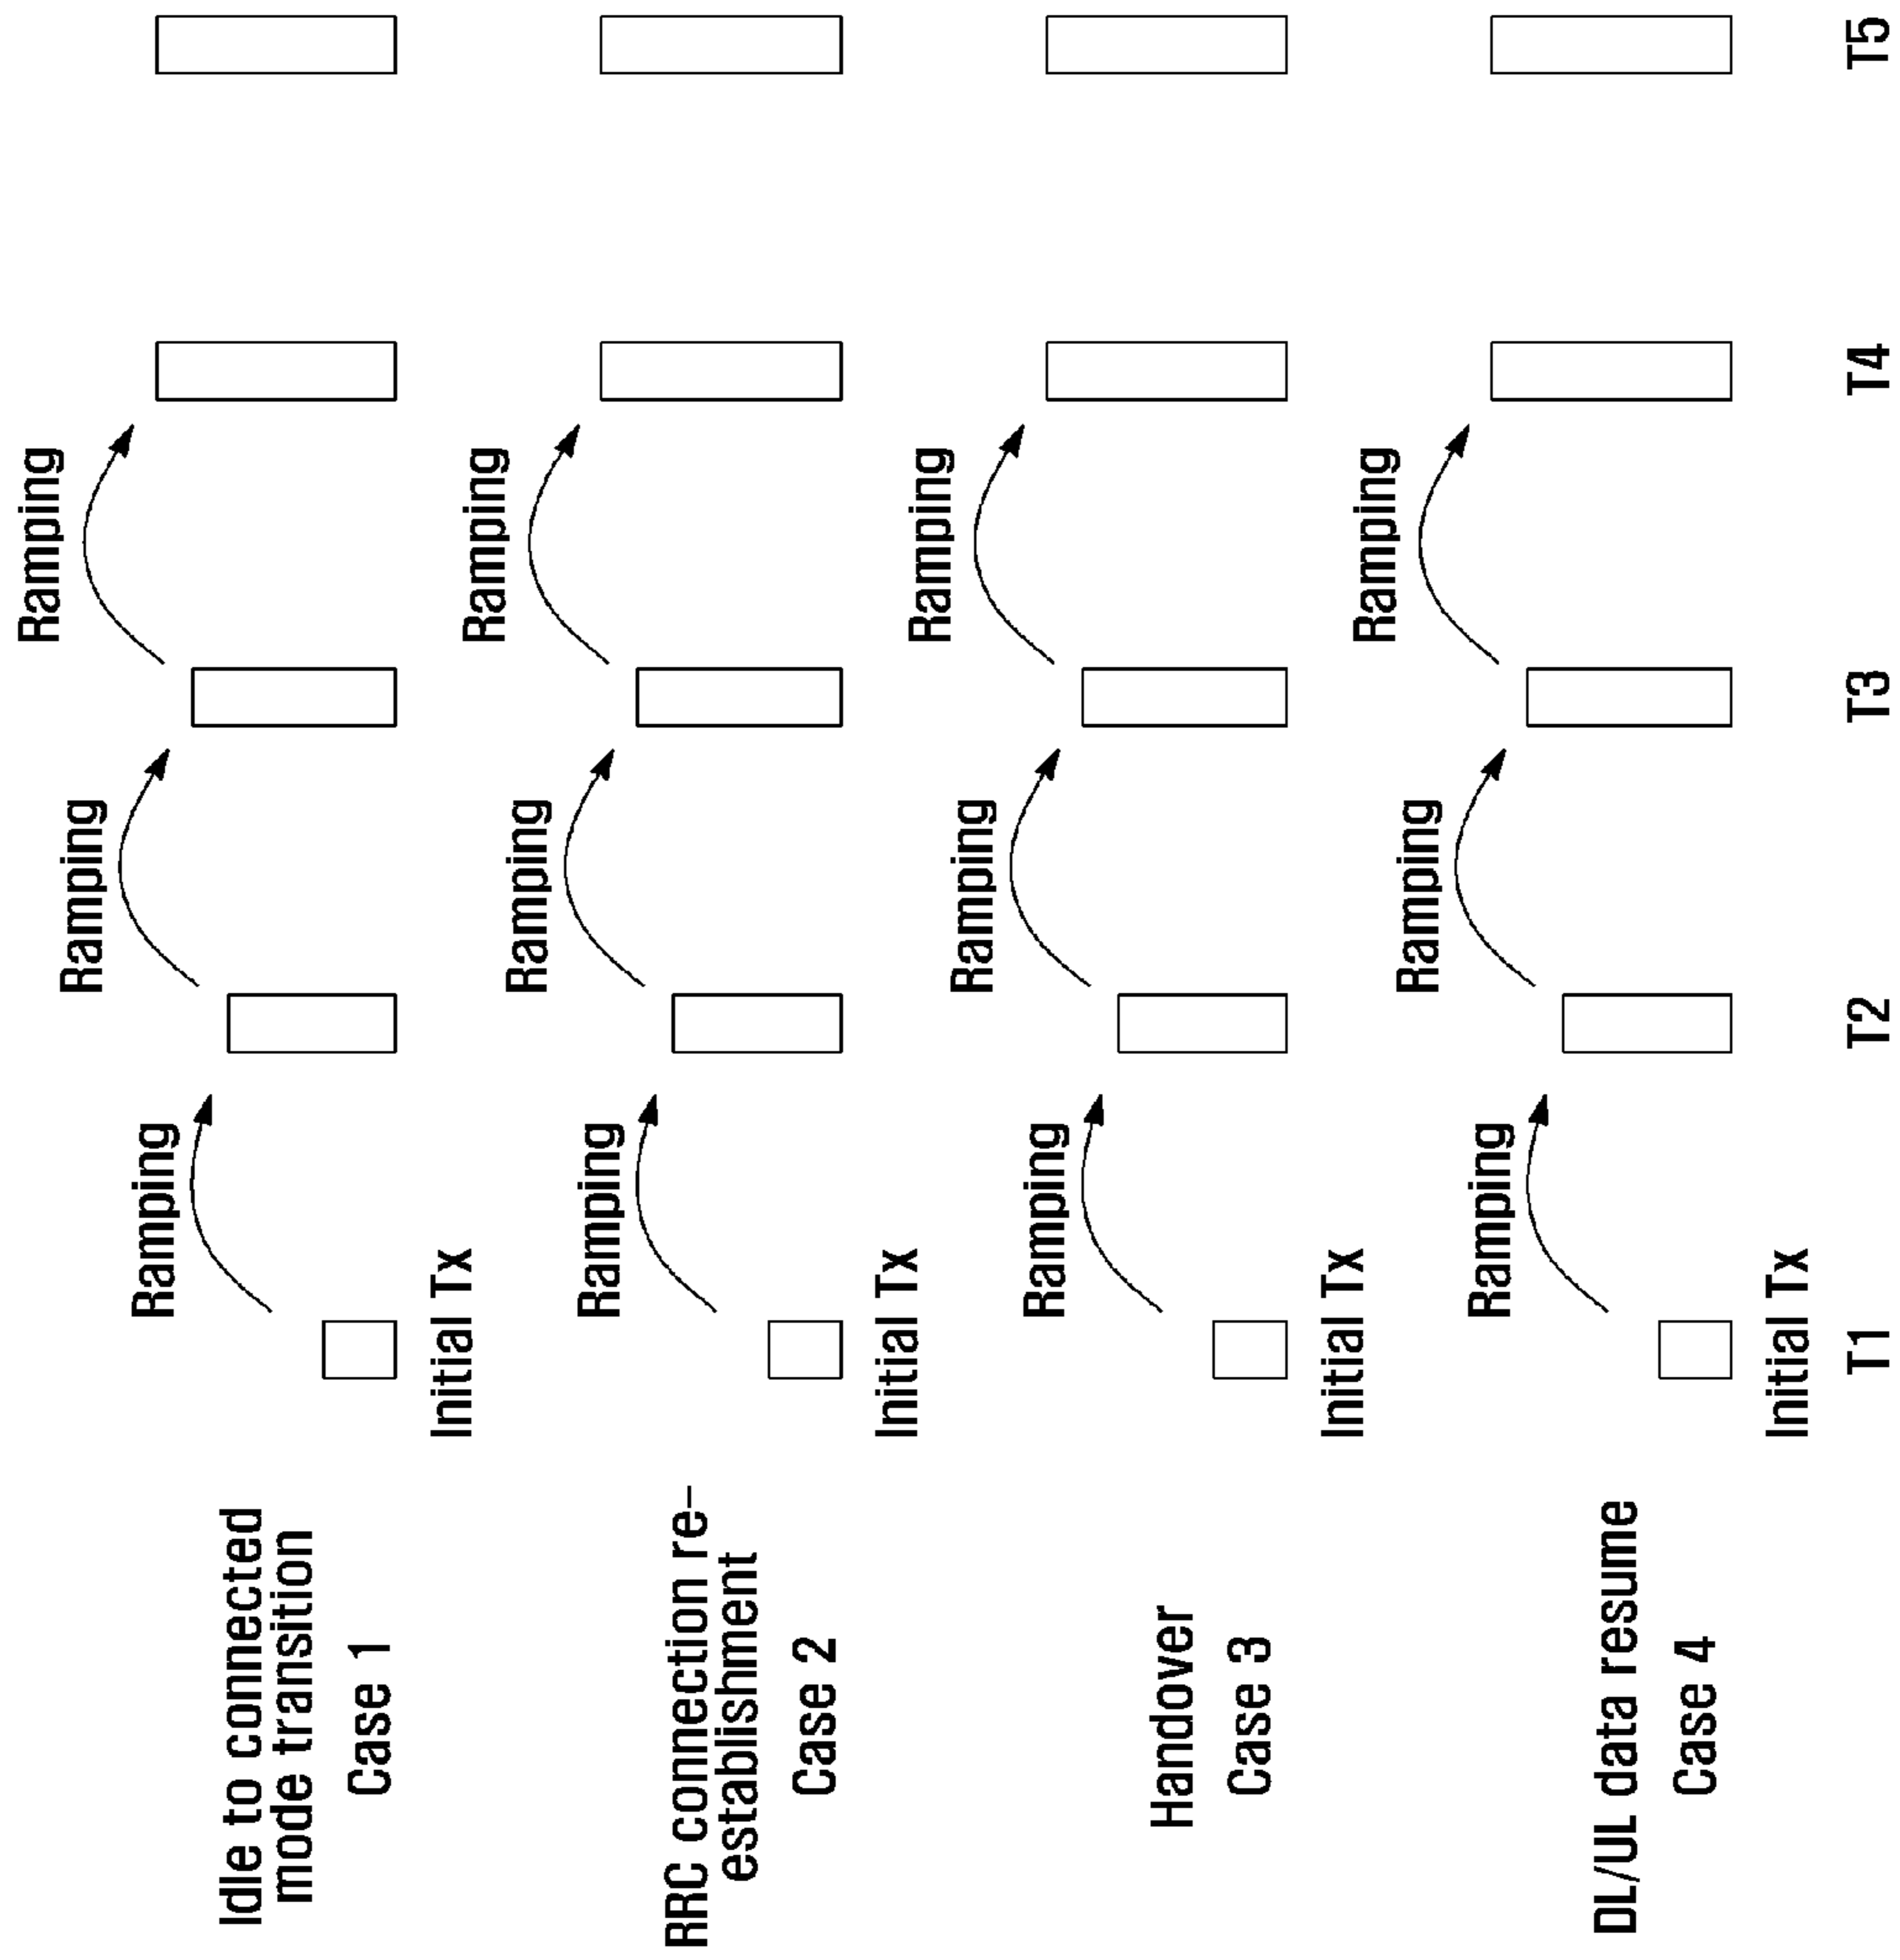 Ramping
Ramping
Ramping
Idle to connected
mode transition
Case 1
Initial Tx
Ramping
Ramping
Ramping
RRC connection re-
establishment
Case 2
Initial Tx
Ramping
Ramping
Ramping
Handover
Case 3
Initial Tx
Ramping
Ramping
Ramping
DL/UL data resume
Case 4
Initial Tx
T1
T2
T3
T4
T5